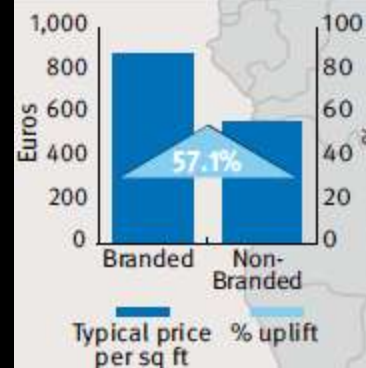 1,000
800
600
400
200
0
Euros
57.1%
100
80
60
40
20
0
%
Branded
Non-
Branded
Typical price
per sq ft
% uplift